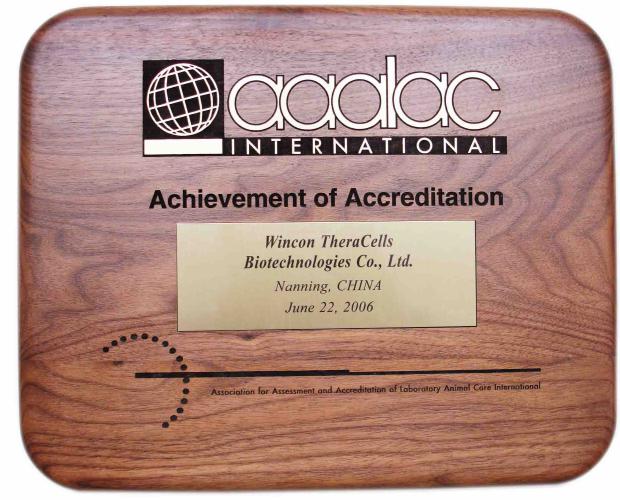 aaalac
INTERNATIONAL
Achievement of Accreditation
Wincon TheraCells
Biotechnologies Co., Ltd.
Nanning, CHINA
June 22, 2006
Association for Assessment and Accreditation of Laboratory Animal Care International